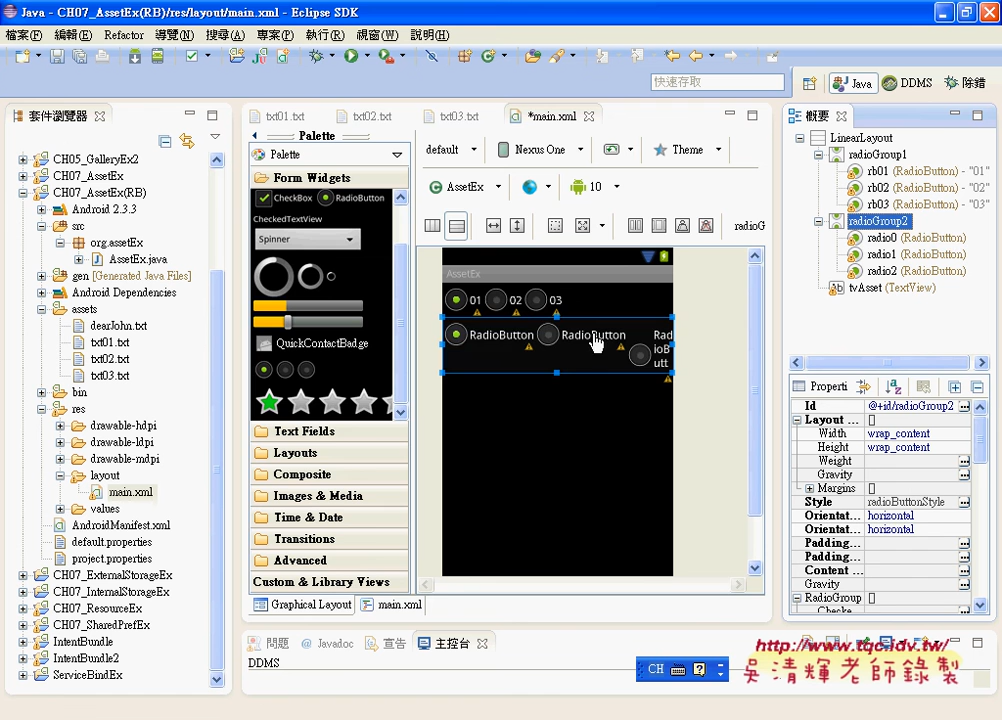 Java - CH07_AssetEx(RB)/res/layout/main.xml - Eclipse SDK
檔案(F) 編輯(E) Refactor 導覽(N) 搜尋(A) 專案(P) 執行(R) 視窗(W) 說明(H)
快速存取
Java
DDMS
除錯
套件瀏覽器
CH05_GalleryEx2
CH07_AssetEx
CH07_AssetEx(RB)
Android 2.3.3
src
org.assetEx
AssetEx.java
gen [Generated Java Files]
Android Dependencies
assets
dearJohn.txt
txt01.txt
txt02.txt
txt03.txt
bin
res
drawable-hdpi
drawable-ldpi
drawable-mdpi
layout
main.xml
values
AndroidManifest.xml
default.properties
project.properties
CH07_ExternalStorageEx
CH07_InternalStorageEx
CH07_ResourceEx
CH07_SharedPrefEx
IntentBundle
IntentBundle2
ServiceBindEx
txt01.txt
txt02.txt
txt03.txt
*main.xml
Palette
Palette
Form Widgets
CheckBox
RadioButton
CheckedTextView
Spinner
QuickContactBadge
Text Fields
Layouts
Composite
Images & Media
Time & Date
Transitions
Advanced
Custom & Library Views
Graphical Layout
main.xml
default
Nexus One
Theme
AssetEx
10
radioG
AssetEx
01 02 03
RadioButton
RadioButton
Rad
ioB
utt
問題
Javadoc
宣告
主控台
DDMS
概要
LinearLayout
radioGroup1
rb01 (RadioButton) - "01"
rb02 (RadioButton) - "02"
rb03 (RadioButton) - "03"
radioGroup2
radio0 (RadioButton)
radio1 (RadioButton)
radio2 (RadioButton)
tvAsset (TextView)
Properti
Id @+id/radioGroup2
Layout ... []
Width wrap_content
Height wrap_content
Weight
Gravity
Margins []
Style radioButtonStyle
Orientat... horizontal
Orientat... horizontal
Padding...
Padding...
Content ...
Gravity
RadioGroup []
CH
http://www.tqc.idv.tw/
吳清輝老師錄製